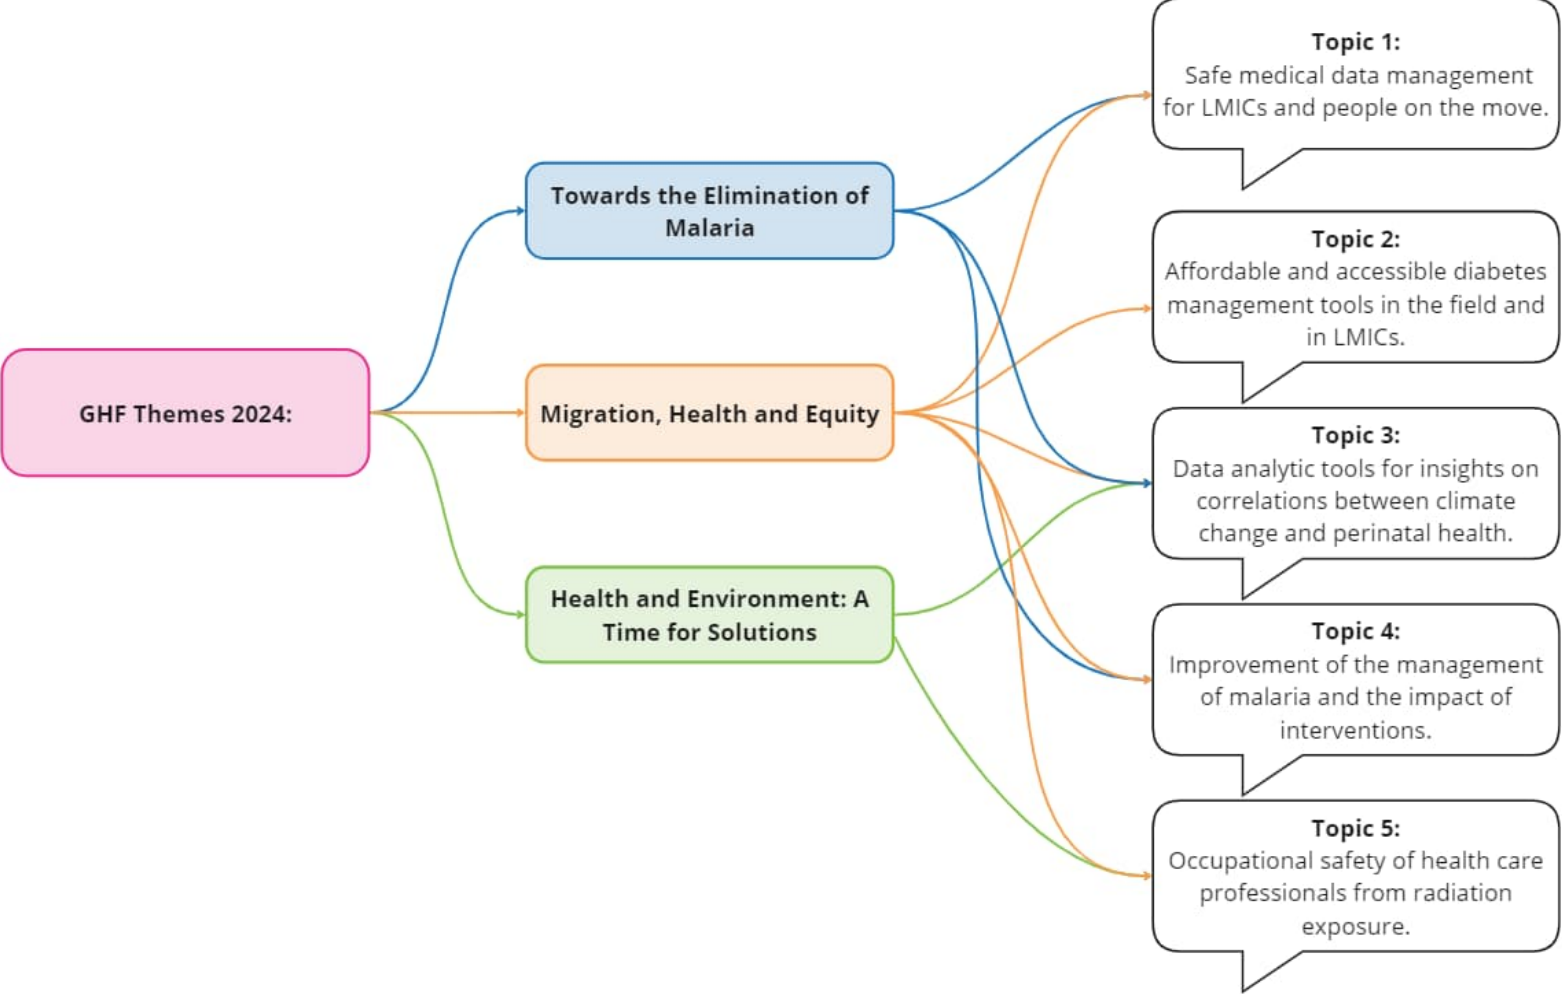 GHF Themes 2024:
Towards the Elimination of
Malaria
Migration, Health and Equity
Health and Environment: A
Time for Solutions
Topic 1:
Safe medical data management
for LMICs and people on the move.
Topic 2:
Affordable and accessible diabetes
management tools in the field and
in LMICs.
Topic 3:
Data analytic tools for insights on
correlations between climate
change and perinatal health.
Topic 4:
Improvement of the management
of malaria and the impact of
interventions.
Topic 5:
Occupational safety of health care
professionals from radiation
exposure.